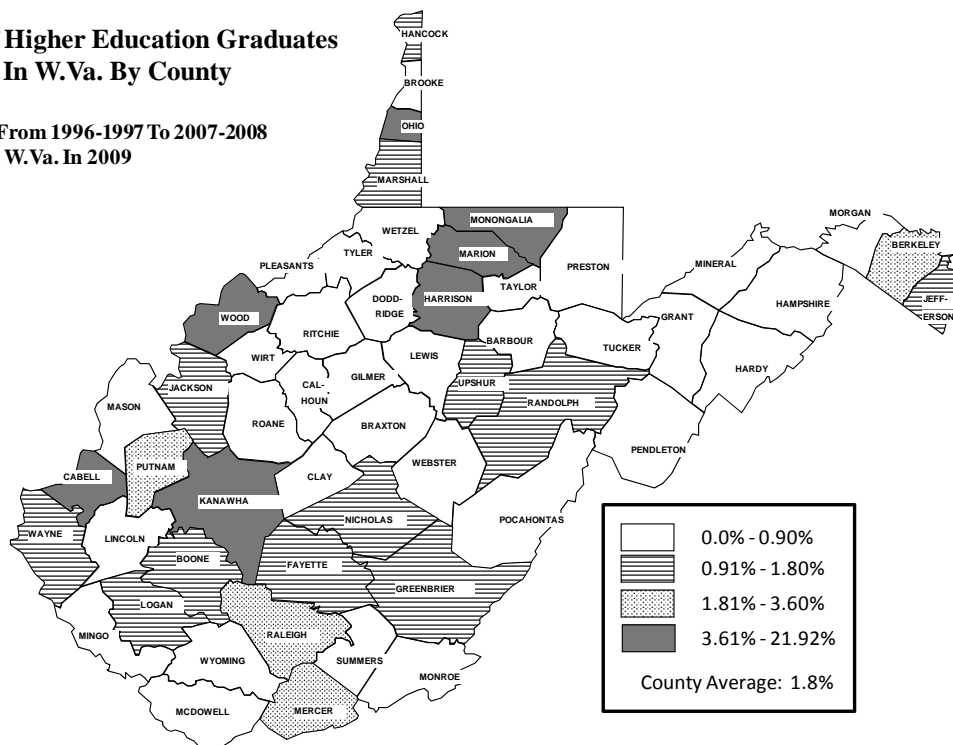 Higher Education Graduates
In W.Va. By County
From 1996-1997 To 2007-2008
W.Va. In 2009
HANCOCK
BROOKE
OHIO
MARSHALL
MONONGALIA
WETZEL
MARION
TYLER
PLEASANTS
PRESTON
MORGAN
BERKELEY
MINERAL
JEFF-
ERSON
HAMPSHIRE
TAYLOR
HARRISON
DODD-
RIDGE
WOOD
RITCHIE
GRANT
BARBOUR
TUCKER
WIRT
LEWIS
HARDY
GILMER
CAL-
HOUN
UPSHUR
JACKSON
RANDOLPH
MASON
ROANE
BRAXTON
PENDLETON
WEBSTER
PUTNAM
CABELL
CLAY
KANAWHA
NICHOLAS
POCAHONTAS
WAYNE
LINCOLN
BOONE
FAYETTE
GREENBRIER
LOGAN
MINGO
RALEIGH
WYOMING
SUMMERS
MONROE
MCDOWELL
MERCER
0.0% - 0.90%
0.91% - 1.80%
1.81% - 3.60%
3.61% - 21.92%
County Average: 1.8%